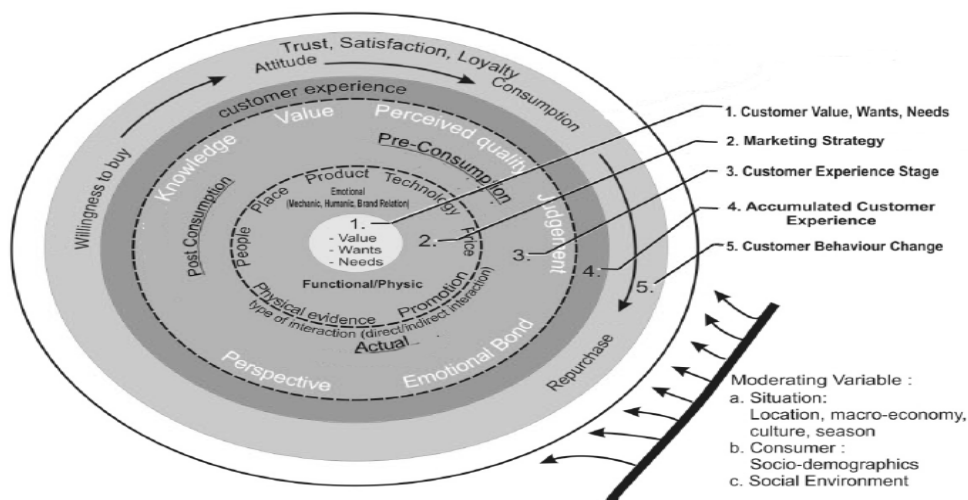 Trust, Satisfaction, Loyalty
Attitude
Consumption
Willingness to buy
Repurchase
customer experience
Knowledge
Value
Perceived quality
Judgement
Emotional Bond
Perspective
Pre-Consumption
Post Consumption
Actual
type of interaction (direct/indirect interaction)
People
Place
Product
Technology
Price
Promotion
Physical evidence
Emotional
(Mechanic, Humanic, Brand Relation)
1.
- Value
- Wants
- Needs
2.
3.
4.
5.
Functional/Physic
1. Customer Value, Wants, Needs
2. Marketing Strategy
3. Customer Experience Stage
4. Accumulated Customer
Experience
5. Customer Behaviour Change
Moderating Variable :
a. Situation:
Location, macro-economy,
culture, season
b. Consumer :
Socio-demographics
c. Social Environment